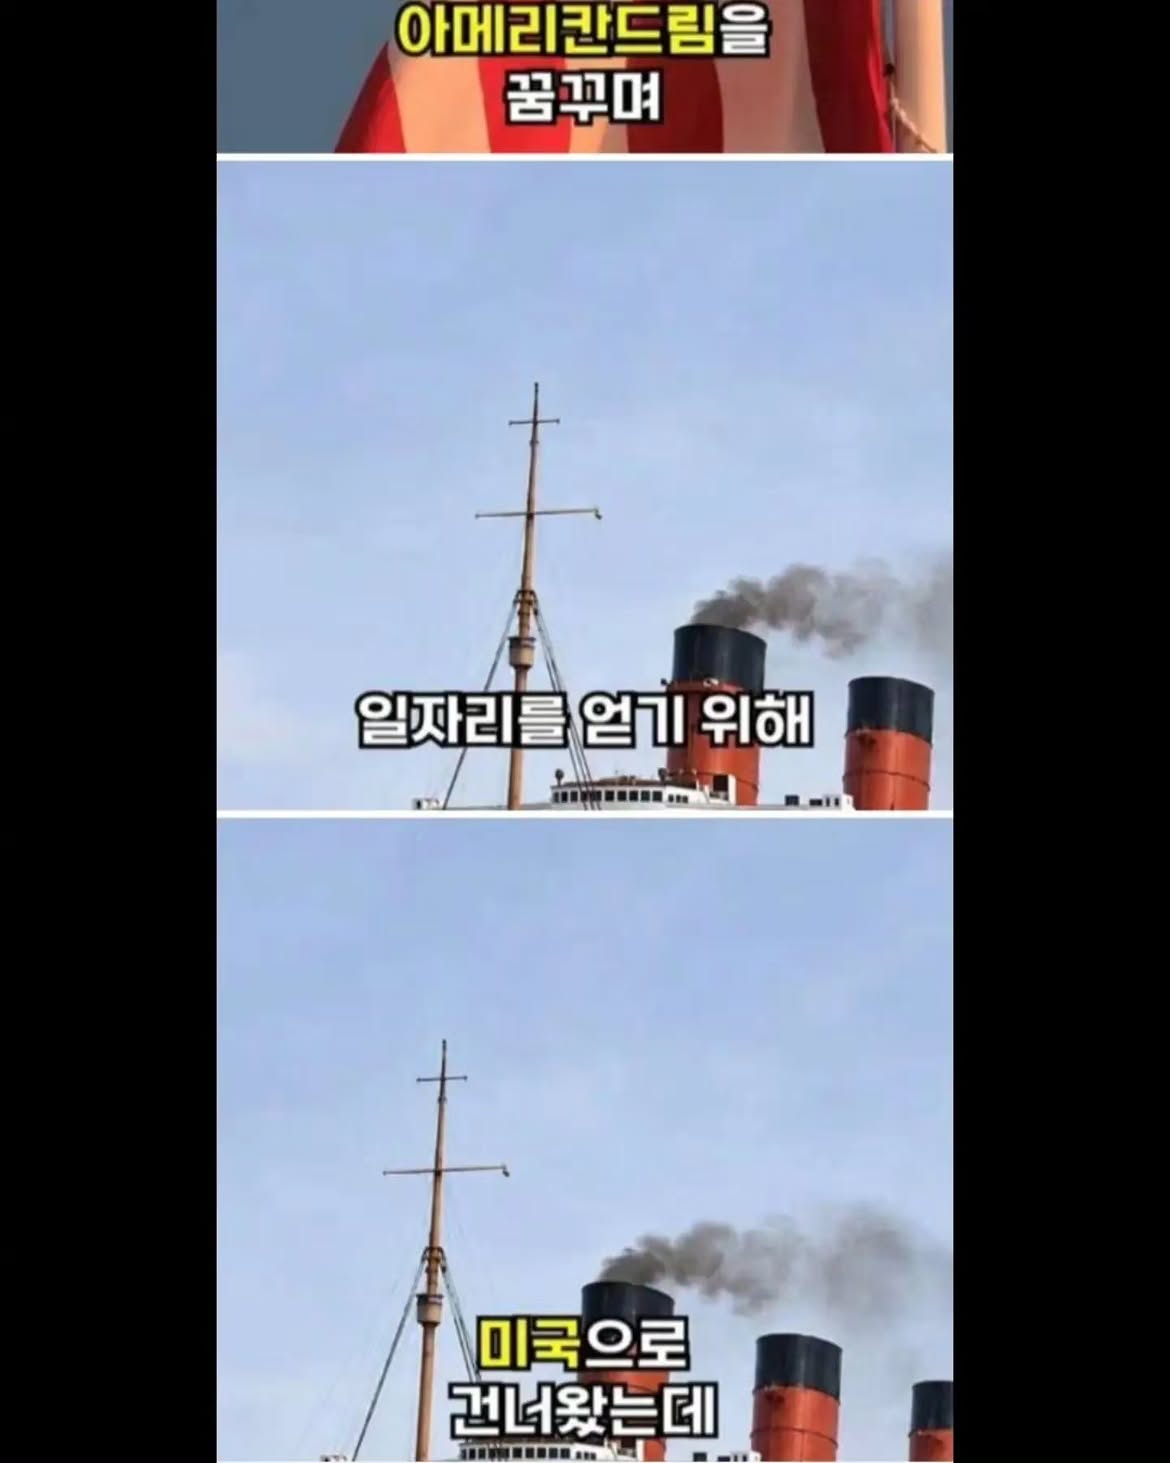 아메리칸드림을
꿈꾸며
일자리를 얻기 위해
미국으로
건너왔는데